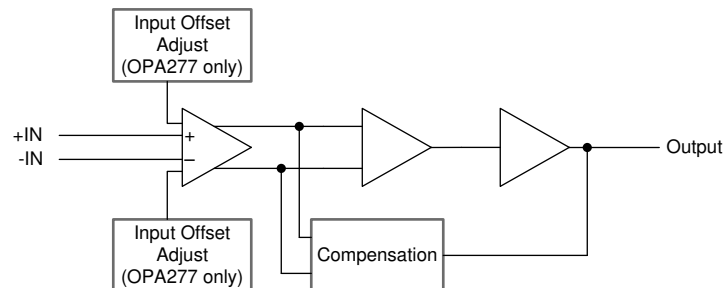 Input Offset
Adjust
(OPA277 only)
+IN
-IN
+
−
Output
Input Offset
Adjust
(OPA277 only)
Compensation